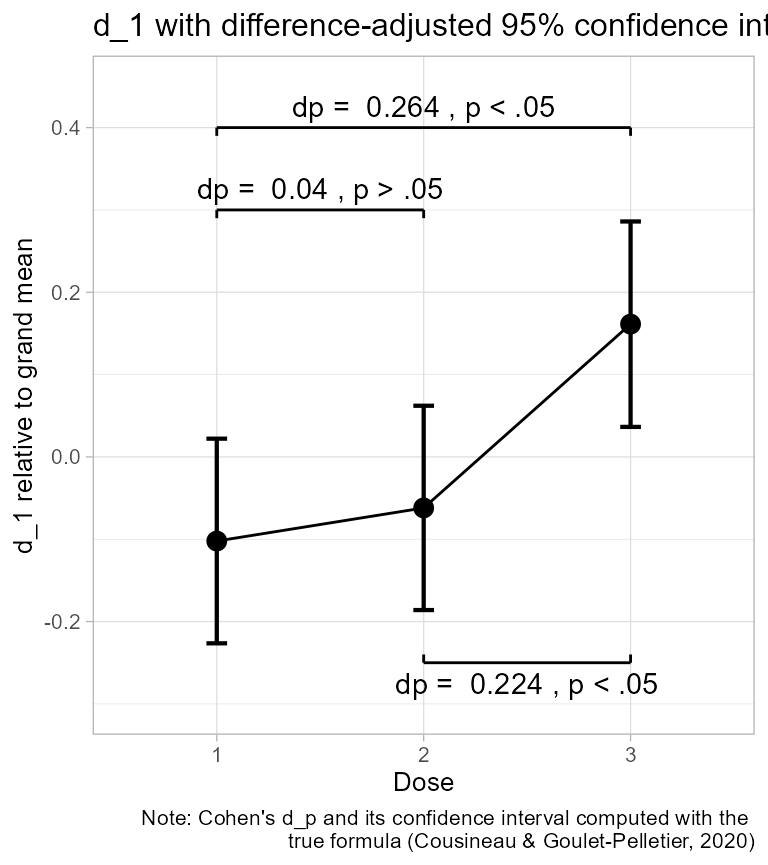 d_1 with difference-adjusted 95% confidence int
dp =  0.264 , p < .05
0.4
dp =  0.04 , p > .05
0.2
0.0
-0.2
d_1 relative to grand mean
dp =  0.224 , p < .05
1 2 3
Dose
Note: Cohen's d_p and its confidence interval computed with the
true formula (Cousineau & Goulet-Pelletier, 2020)